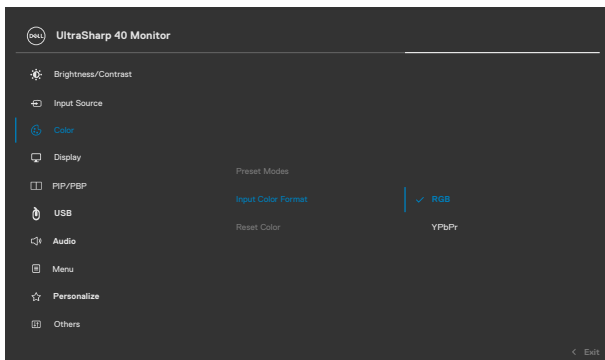 DELL UltraSharp 40 Monitor
Brightness/Contrast
Input Source
Color
Display
PIP/PBP
USB
Audio
Menu
Personalize
Others
Preset Modes
Input Color Format
Reset Color
RGB
YPbPr
Exit